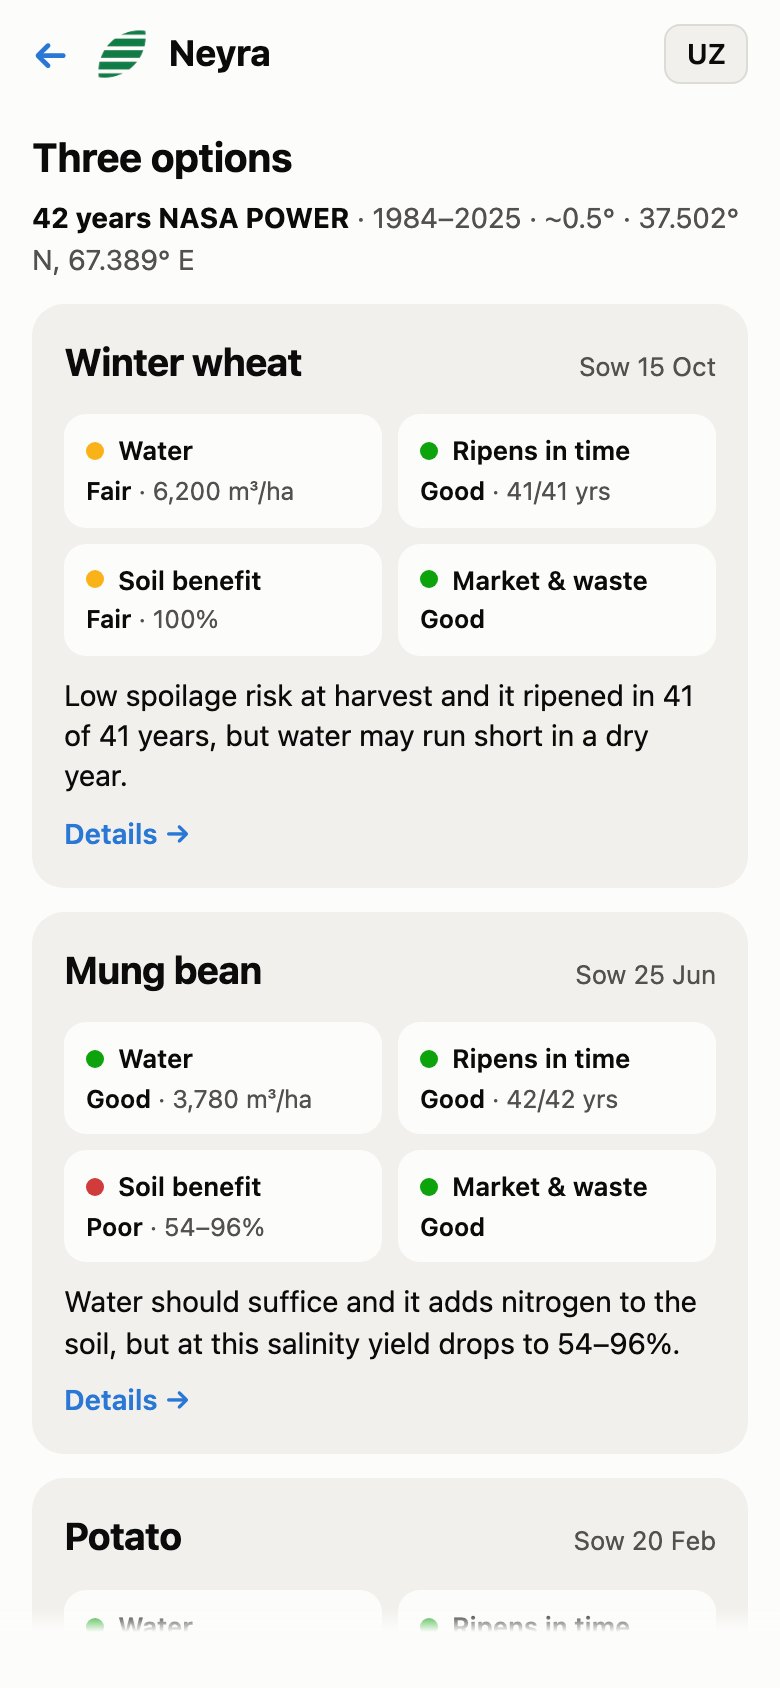 ← Neyra UZ
Three options
42 years NASA POWER · 1984–2025 · ~0.5° · 37.502°
N, 67.389° E
Winter wheat Sow 15 Oct
Water Ripens in time
Fair · 6,200 m³/ha Good · 41/41 yrs
Soil benefit Market & waste
Fair · 100% Good
Low spoilage risk at harvest and it ripened in 41
of 41 years, but water may run short in a dry
year.
Details →
Mung bean Sow 25 Jun
Water Ripens in time
Good · 3,780 m³/ha Good · 42/42 yrs
Soil benefit Market & waste
Poor · 54–96% Good
Water should suffice and it adds nitrogen to the
soil, but at this salinity yield drops to 54–96%.
Details →
Potato Sow 20 Feb
Water Ripens in time